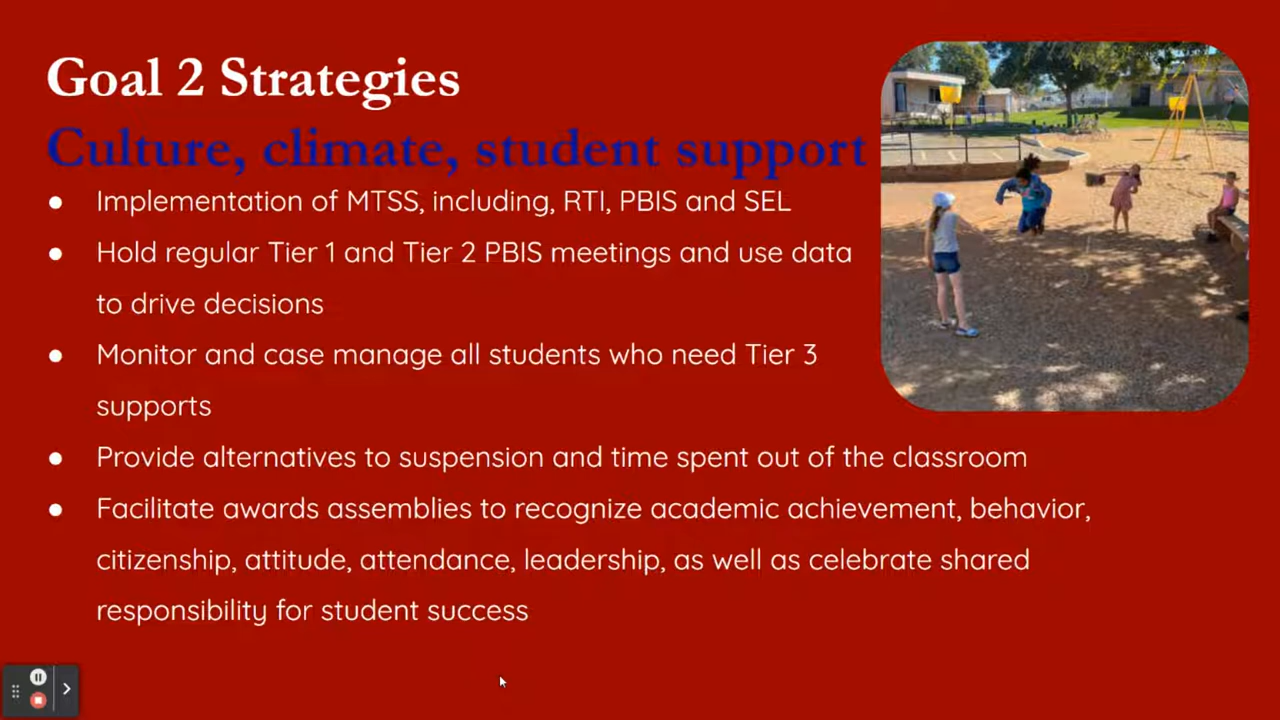 Goal 2 Strategies
Culture, climate, student support
● Implementation of MTSS, including, RTI, PBIS and SEL
● Hold regular Tier 1 and Tier 2 PBIS meetings and use data
to drive decisions
● Monitor and case manage all students who need Tier 3
supports
● Provide alternatives to suspension and time spent out of the classroom
● Facilitate awards assemblies to recognize academic achievement, behavior,
citizenship, attitude, attendance, leadership, as well as celebrate shared
responsibility for student success